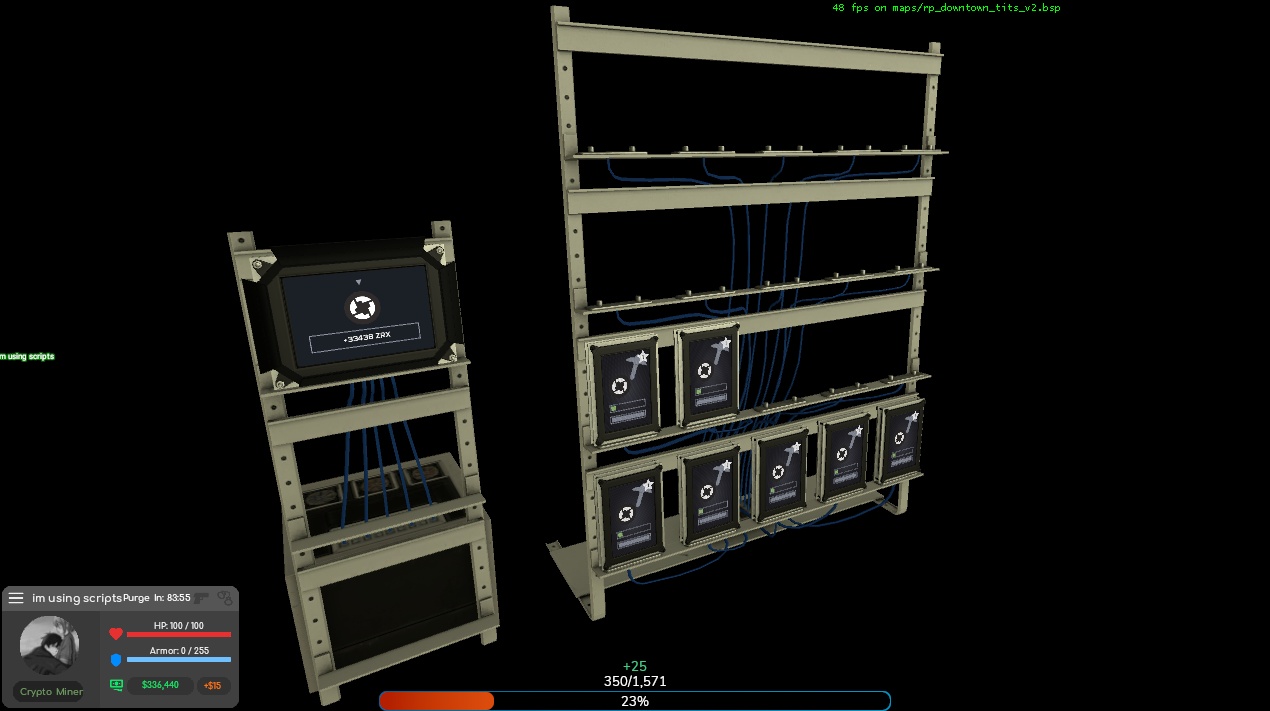 48 fps on maps/rp_downtown_tits_v2.bsp
+33438 ZRX
m using scripts
im using scripts Purge In: 83:55
HP: 100 / 100
Armor: 0 / 255
Crypto Miner
$336,440
+$15
+25
350/1,571
23%